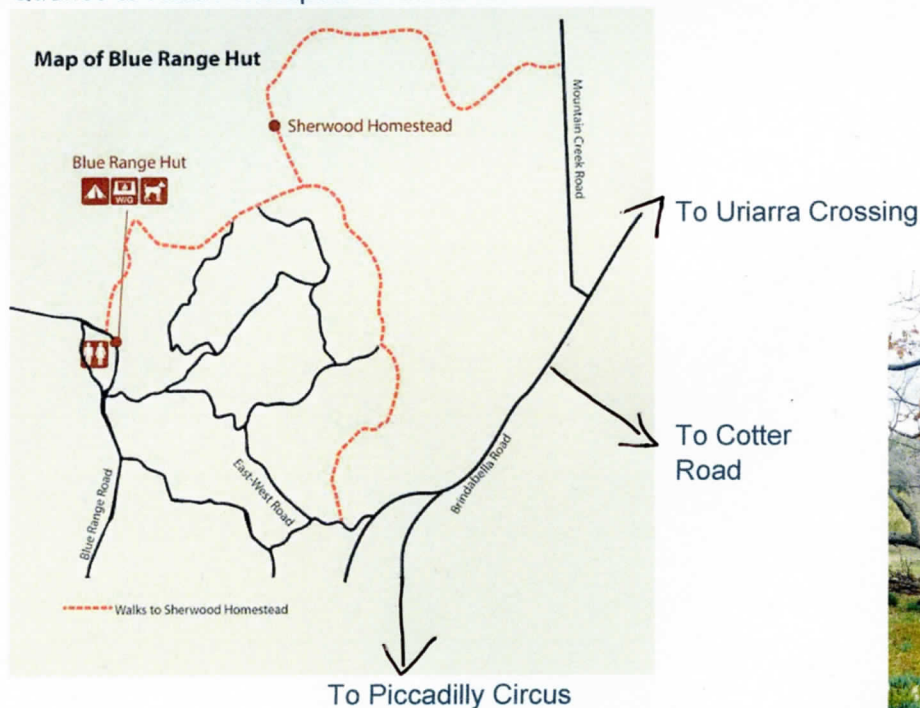 Map of Blue Range Hut
Sherwood Homestead
Mountain Creek Road
Blue Range Hut
W/G
To Uriarra Crossing
To Cotter
Road
Brindabella Road
East-West Road
Blue Range Road
Walks to Sherwood Homestead
To Piccadilly Circus